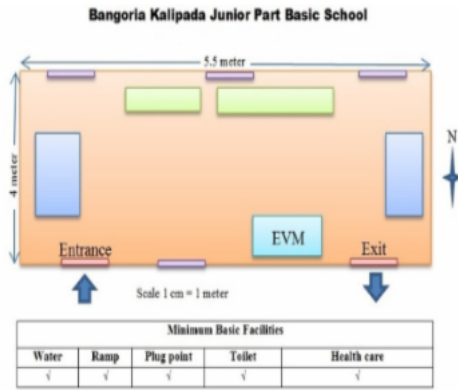 Bangoria Kalipada Junior Part Basic School
5.5 meter
4 meter
N
EVM
Entrance
Exit
Scale 1 cm = 1 meter
Minimum Basic Facilities
Water Ramp Plug point Toilet Health care
√ √ √ √ √